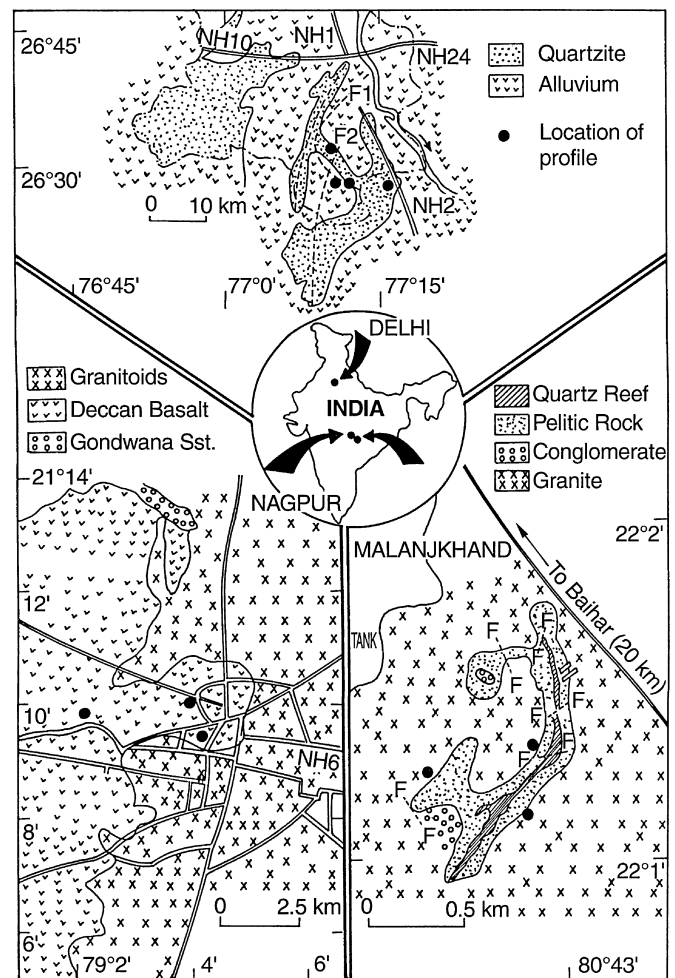 26°45'
NH10
NH1
NH24
Quartzite
Alluvium
F1
F2
Location of
profile
26°30'
0 10 km
NH2
76°45'
77°0'
77°15'
DELHI
INDIA
NAGPUR
Granitoids
Deccan Basalt
Gondwana Sst.
Quartz Reef
Pelitic Rock
Conglomerate
Granite
21°14'
12'
10'
NH6
8'
6'
0 2.5 km
79°2'
4'
6'
MALANJKHAND
22°2'
To Baihar (20 km)
TANK
F
F
F
F
F
F
F
F
F
F
22°1'
0 0.5 km
80°43'